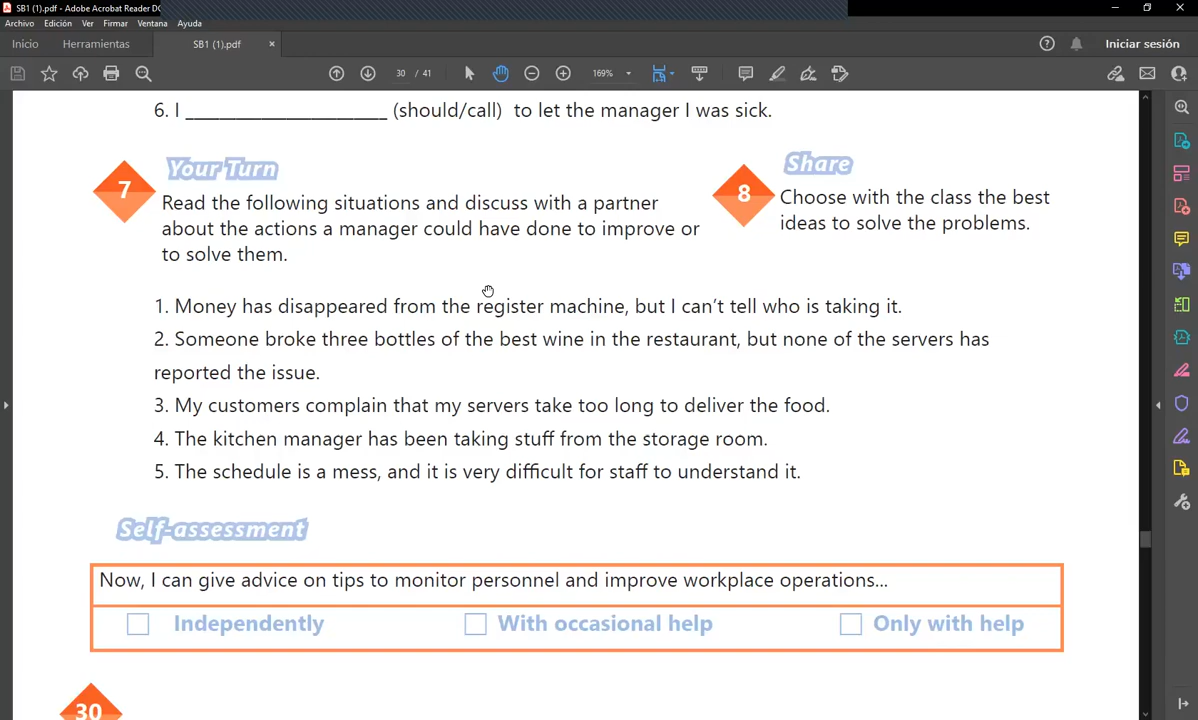 SB1 (1).pdf - Adobe Acrobat Reader DC
Archivo Edición Ver Firmar Ventana Ayuda
Inicio Herramientas SB1 (1).pdf × Iniciar sesión
30 / 41 169%
6. I ______________________ (should/call) to let the manager I was sick.
7 Your Turn
Read the following situations and discuss with a partner
about the actions a manager could have done to improve or
to solve them.
8 Share
Choose with the class the best
ideas to solve the problems.
1. Money has disappeared from the register machine, but I can't tell who is taking it.
2. Someone broke three bottles of the best wine in the restaurant, but none of the servers has
reported the issue.
3. My customers complain that my servers take too long to deliver the food.
4. The kitchen manager has been taking stuff from the storage room.
5. The schedule is a mess, and it is very difficult for staff to understand it.
Self-assessment
Now, I can give advice on tips to monitor personnel and improve workplace operations...
Independently With occasional help Only with help
30